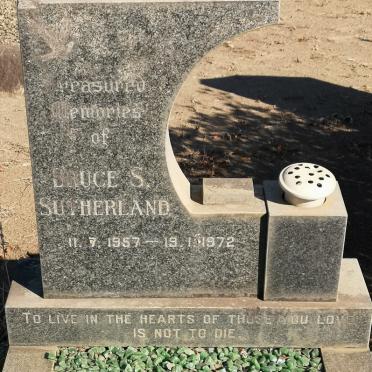 Treasured
Memories
of
BRUCE S.
SUTHERLAND
11. 7. 1957 — 19. 1. 1972
TO LIVE IN THE HEARTS OF THOSE YOU LOVE
IS NOT TO DIE